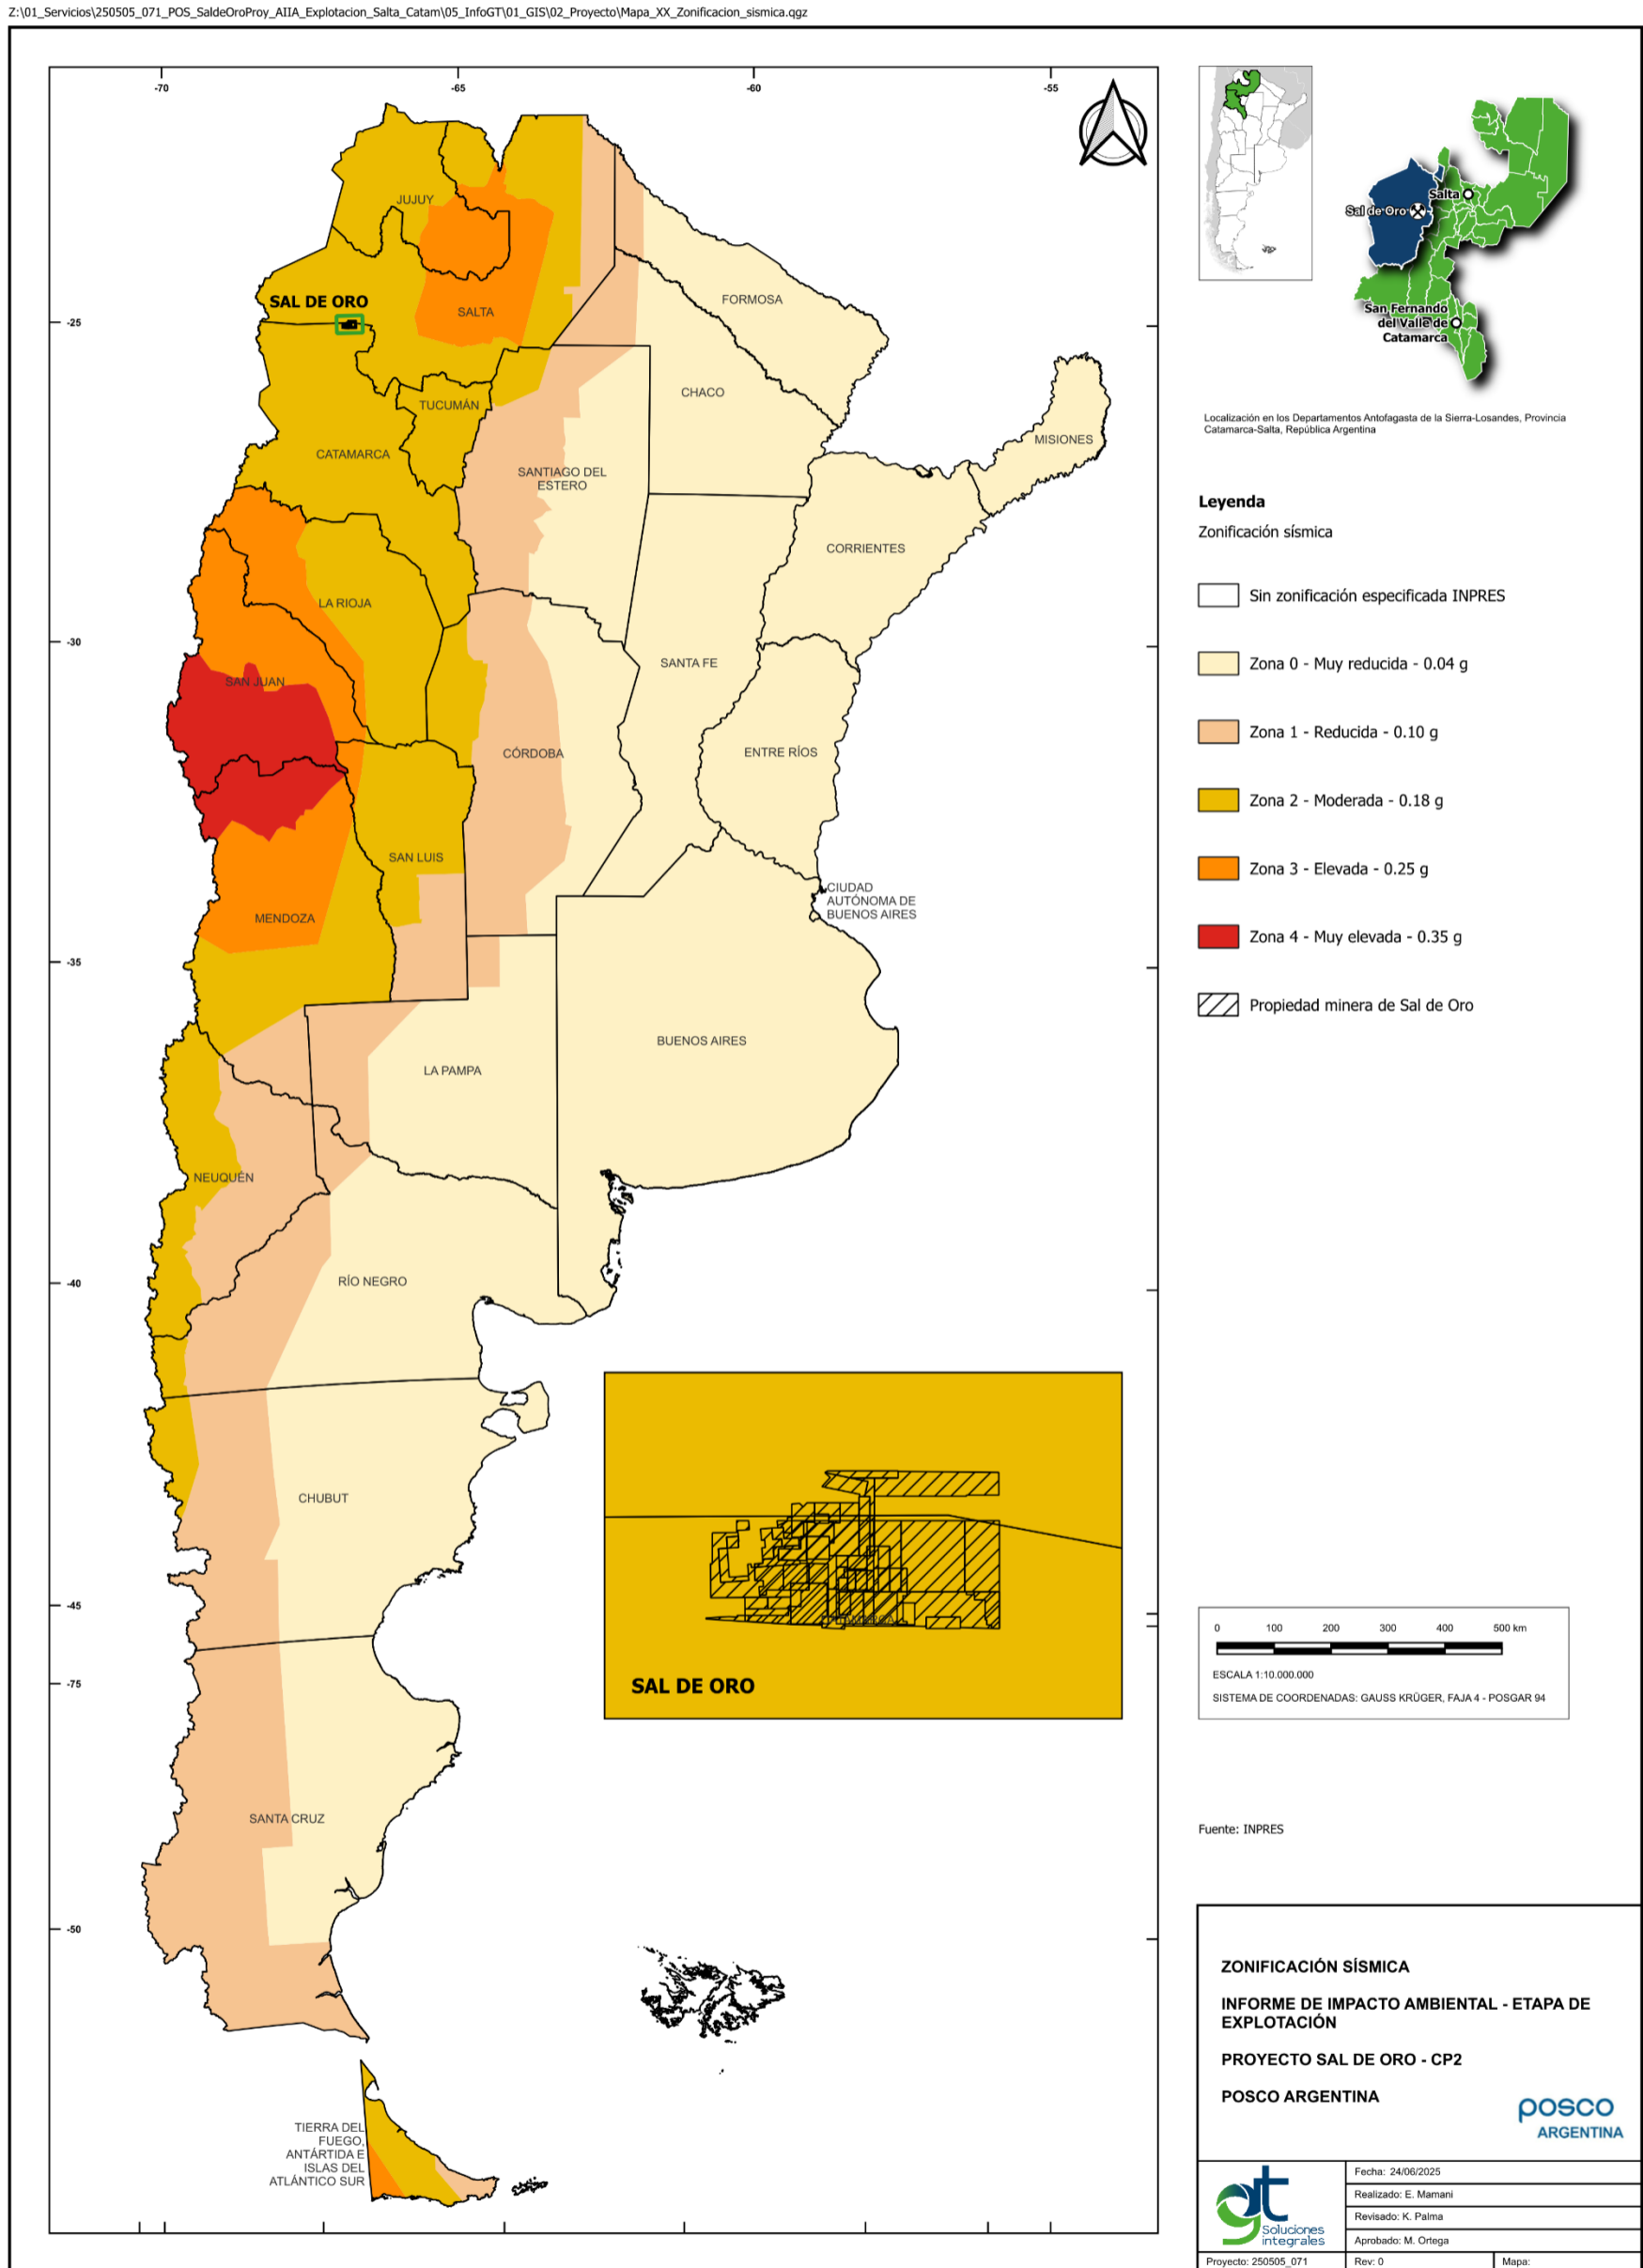 Z:\01_Servicios\250505_071_POS_SaldeOroProy_AIIA_Explotacion_Salta_Catam\05_InfoGT\01_GIS\02_Proyecto\Mapa_XX_Zonificacion_sismica.qgz
-70
-65
-60
-55
-25
-30
-35
-40
-45
-75
-50
JUJUY
SAL DE ORO
SALTA
FORMOSA
CHACO
TUCUMÁN
MISIONES
CATAMARCA
SANTIAGO DEL
ESTERO
CORRIENTES
LA RIOJA
SANTA FE
SAN JUAN
CÓRDOBA
ENTRE RÍOS
SAN LUIS
CIUDAD
AUTÓNOMA DE
BUENOS AIRES
MENDOZA
BUENOS AIRES
LA PAMPA
NEUQUÉN
RÍO NEGRO
CHUBUT
SANTA CRUZ
TIERRA DEL
FUEGO,
ANTÁRTIDA E
ISLAS DEL
ATLÁNTICO SUR
SAL DE ORO
Salta
Sal de Oro
San Fernando
del Valle de
Catamarca
Localización en los Departamentos Antofagasta de la Sierra-Losandes, Provincia
Catamarca-Salta, República Argentina
Leyenda
Zonificación sísmica
Sin zonificación especificada INPRES
Zona 0 - Muy reducida - 0.04 g
Zona 1 - Reducida - 0.10 g
Zona 2 - Moderada - 0.18 g
Zona 3 - Elevada - 0.25 g
Zona 4 - Muy elevada - 0.35 g
Propiedad minera de Sal de Oro
0 100 200 300 400 500 km
ESCALA 1:10.000.000
SISTEMA DE COORDENADAS: GAUSS KRÜGER, FAJA 4 - POSGAR 94
Fuente: INPRES
ZONIFICACIÓN SÍSMICA
INFORME DE IMPACTO AMBIENTAL - ETAPA DE
EXPLOTACIÓN
PROYECTO SAL DE ORO - CP2
POSCO ARGENTINA
posco
ARGENTINA
gt
Soluciones
integrales
Fecha: 24/06/2025
Realizado: E. Mamani
Revisado: K. Palma
Aprobado: M. Ortega
Proyecto: 250505_071
Rev: 0
Mapa: